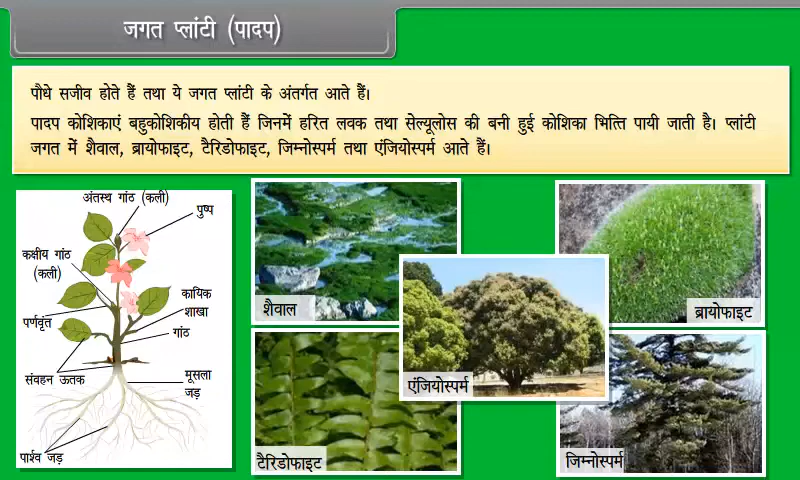 जगत प्लांटी (पादप)
पौधे सजीव होते हैं तथा ये जगत प्लांटी के अंतर्गत आते हैं।
पादप कोशिकाएं बहुकोशिकीय होती हैं जिनमें हरित लवक तथा सेल्यूलोस की बनी हुई कोशिका भित्ति पायी जाती है। प्लांटी
जगत में शैवाल, ब्रायोफाइट, टैरिडोफाइट, जिम्नोस्पर्म तथा एंजियोस्पर्म आते हैं।
अंतस्थ गांठ (कली)
पुष्प
कक्षीय गांठ
(कली)
कायिक
शाखा
पर्णवृंत
गांठ
संवहन ऊतक
मूसला
जड़
पार्श्व जड़
शैवाल
ब्रायोफाइट
एंजियोस्पर्म
टैरिडोफाइट
जिम्नोस्पर्म